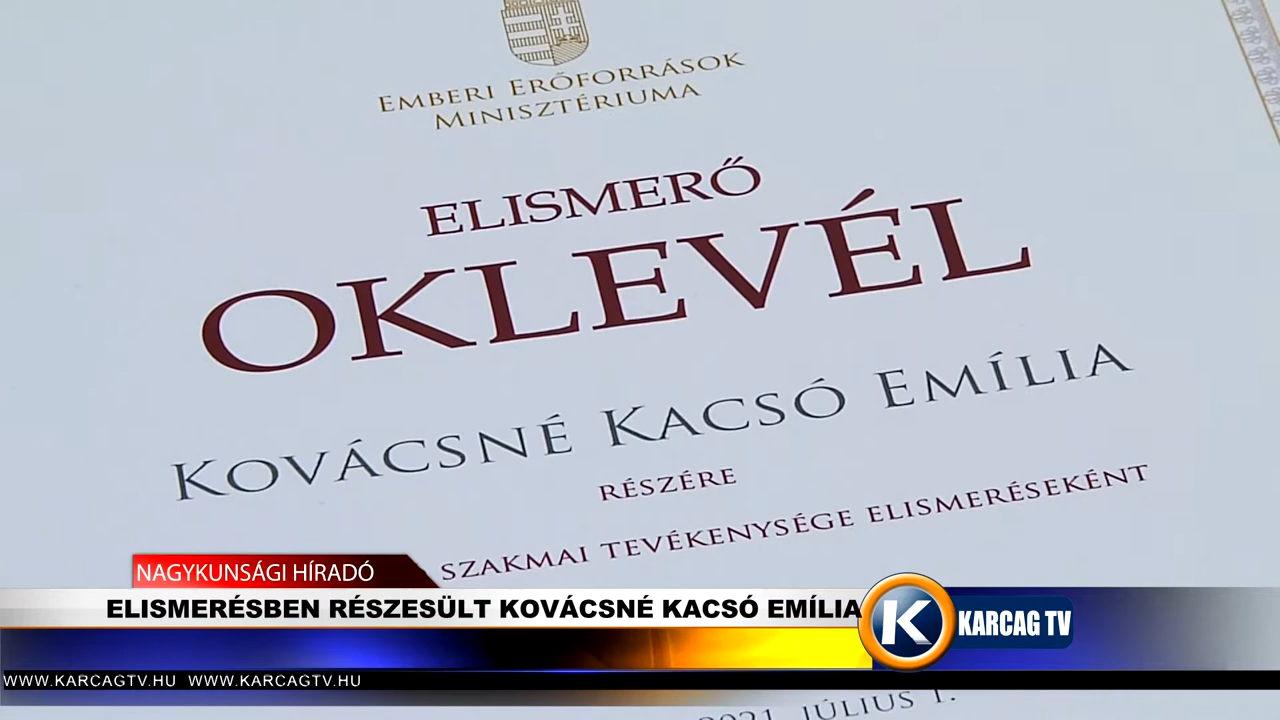 EMBERI ERŐFORRÁSOK
MINISZTÉRIUMA
ELISMERŐ
OKLEVÉL
KOVÁCSNÉ KACSÓ EMÍLIA
RÉSZÉRE
SZAKMAI TEVÉKENYSÉGE ELISMERÉSEKÉNT
NAGYKUNSÁGI HÍRADÓ
ELISMERÉSBEN RÉSZESÜLT KOVÁCSNÉ KACSÓ EMÍLIA
K KARCAG TV
WWW.KARCAGTV.HU WWW.KARCAGTV.HU
2021. JÚLIUS 1.